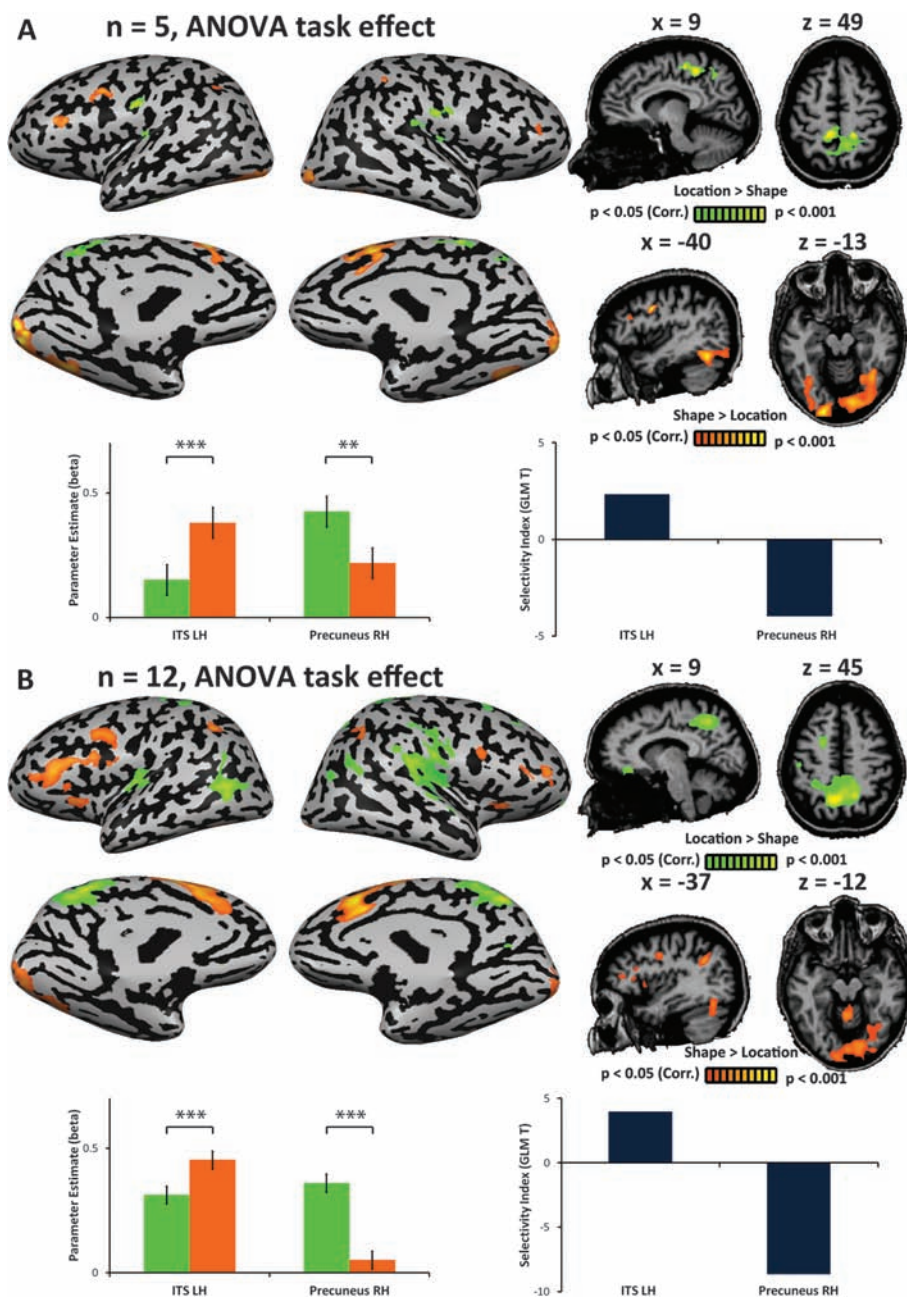 A
n = 5, ANOVA task effect
x = 9
z = 49
Location > Shape
p < 0.05 (Corr.)
p < 0.001
x = -40
z = -13
Shape > Location
p < 0.05 (Corr.)
p < 0.001
Parameter Estimate (beta)
0.5
0
***
**
ITS LH
Precuneus RH
Selectivity Index (GLM T)
5
0
-5
ITS LH
Precuneus RH
B
n = 12, ANOVA task effect
x = 9
z = 45
Location > Shape
p < 0.05 (Corr.)
p < 0.001
x = -37
z = -12
Shape > Location
p < 0.05 (Corr.)
p < 0.001
Parameter Estimate (beta)
0.5
0
***
***
ITS LH
Precuneus RH
Selectivity Index (GLM T)
5
0
-5
-10
ITS LH
Precuneus RH